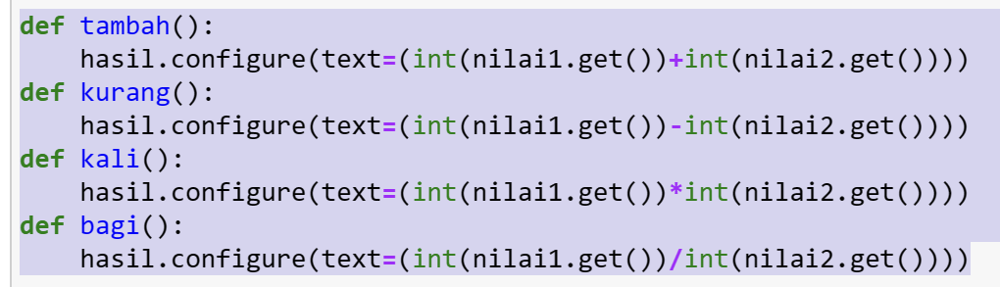 def tambah():
    hasil.configure(text=(int(nilai1.get())+int(nilai2.get())))
def kurang():
    hasil.configure(text=(int(nilai1.get())-int(nilai2.get())))
def kali():
    hasil.configure(text=(int(nilai1.get())*int(nilai2.get())))
def bagi():
    hasil.configure(text=(int(nilai1.get())/int(nilai2.get())))